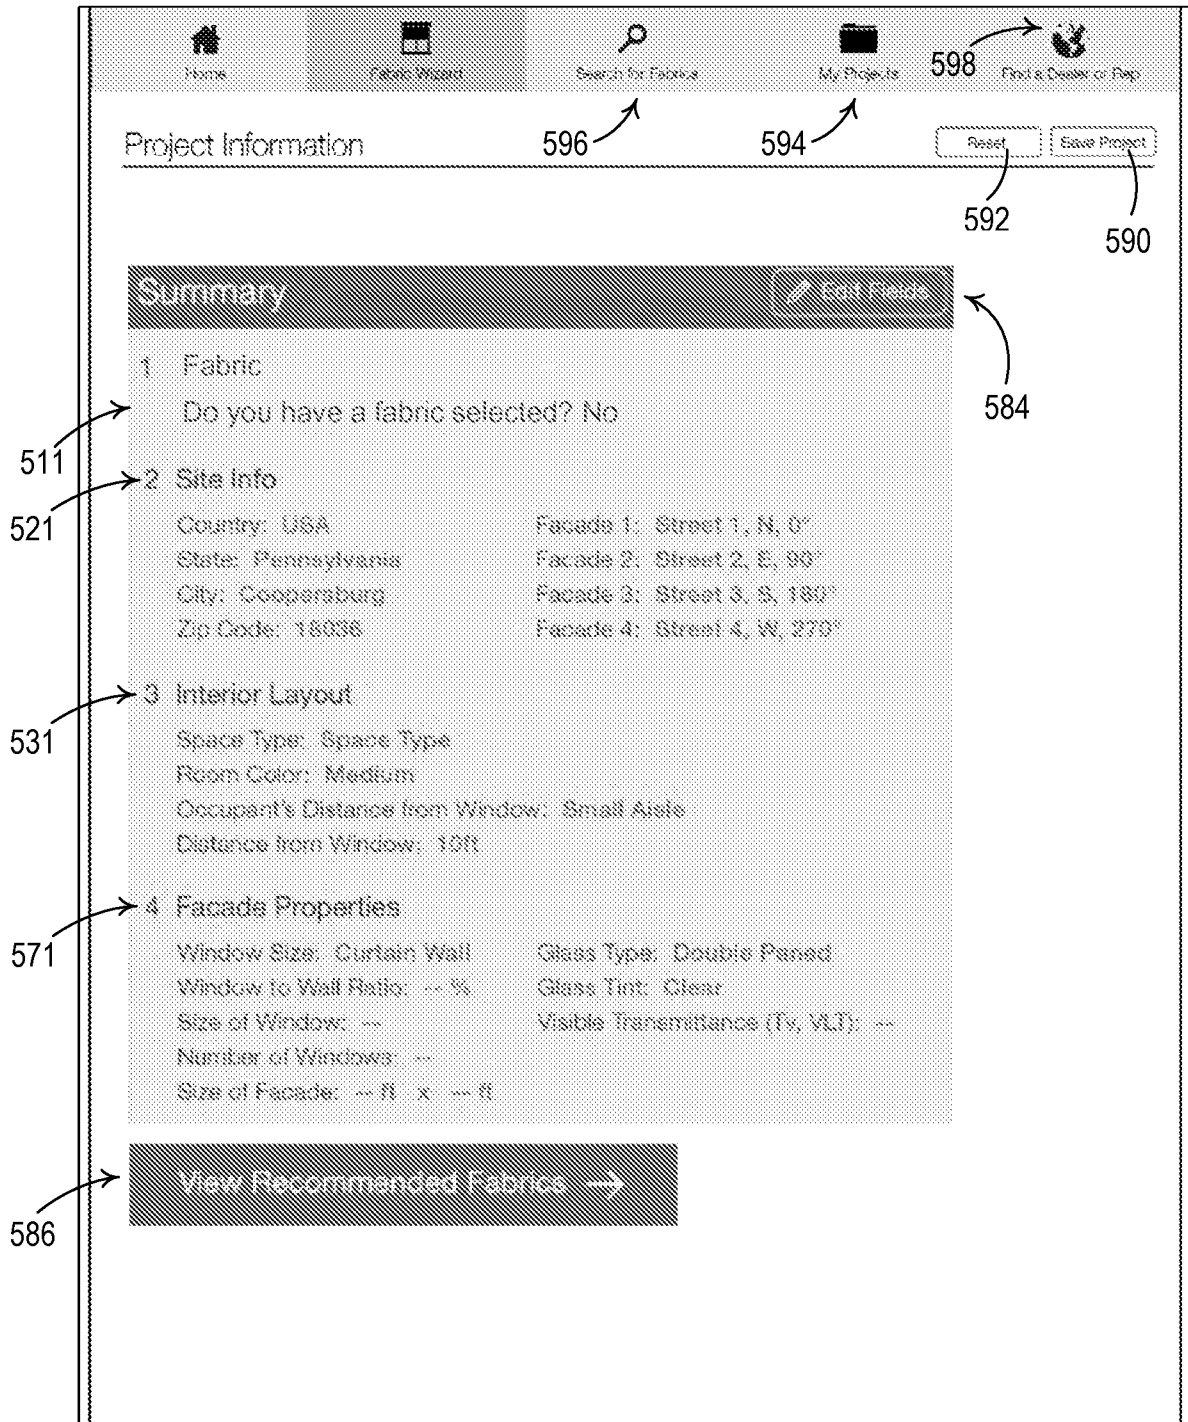 Home Fabric Wizard Search for Fabrics My Projects 598 Find a Dealer or Rep
Project Information 596 594 Reset Save Project
592 590
Summary Edit Fields
584
1 Fabric
Do you have a fabric selected? No
511
2 Site Info
521
Country: USA Facade 1: Street 1, N, 0°
State: Pennsylvania Facade 2: Street 2, E, 90°
City: Coopersburg Facade 3: Street 3, S, 180°
Zip Code: 18036 Facade 4: Street 4, W, 270°
3 Interior Layout
531
Space Type: Space Type
Room Color: Medium
Occupant's Distance from Window: Small Aisle
Distance from Window: 10ft
4 Facade Properties
571
Window Size: Curtain Wall Glass Type: Double Paned
Window to Wall Ratio: -- % Glass Tint: Clear
Size of Window: -- Visible Transmittance (Tv, VLT): --
Number of Windows: --
Size of Facade: -- ft x -- ft
View Recommended Fabrics →
586